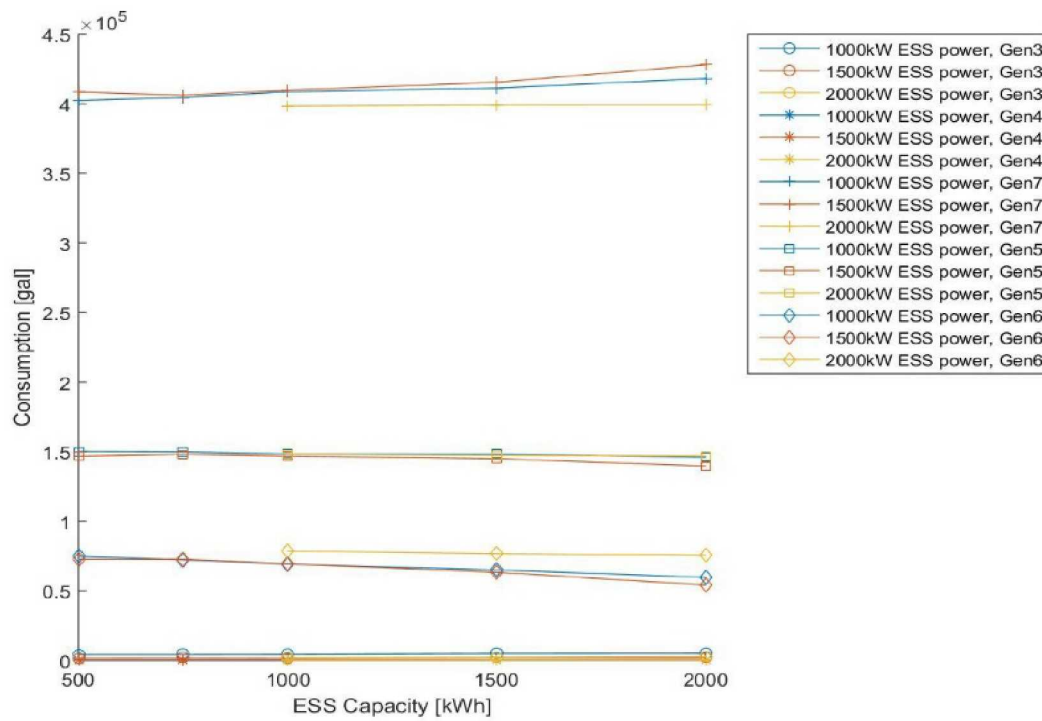 ×10⁵
4.5
4
3.5
3
2.5
2
1.5
1
0.5
0
Consumption [gal]
500
1000
1500
2000
ESS Capacity [kWh]
1000kW ESS power, Gen3
1500kW ESS power, Gen3
2000kW ESS power, Gen3
1000kW ESS power, Gen4
1500kW ESS power, Gen4
2000kW ESS power, Gen4
1000kW ESS power, Gen7
1500kW ESS power, Gen7
2000kW ESS power, Gen7
1000kW ESS power, Gen5
1500kW ESS power, Gen5
2000kW ESS power, Gen5
1000kW ESS power, Gen6
1500kW ESS power, Gen6
2000kW ESS power, Gen6